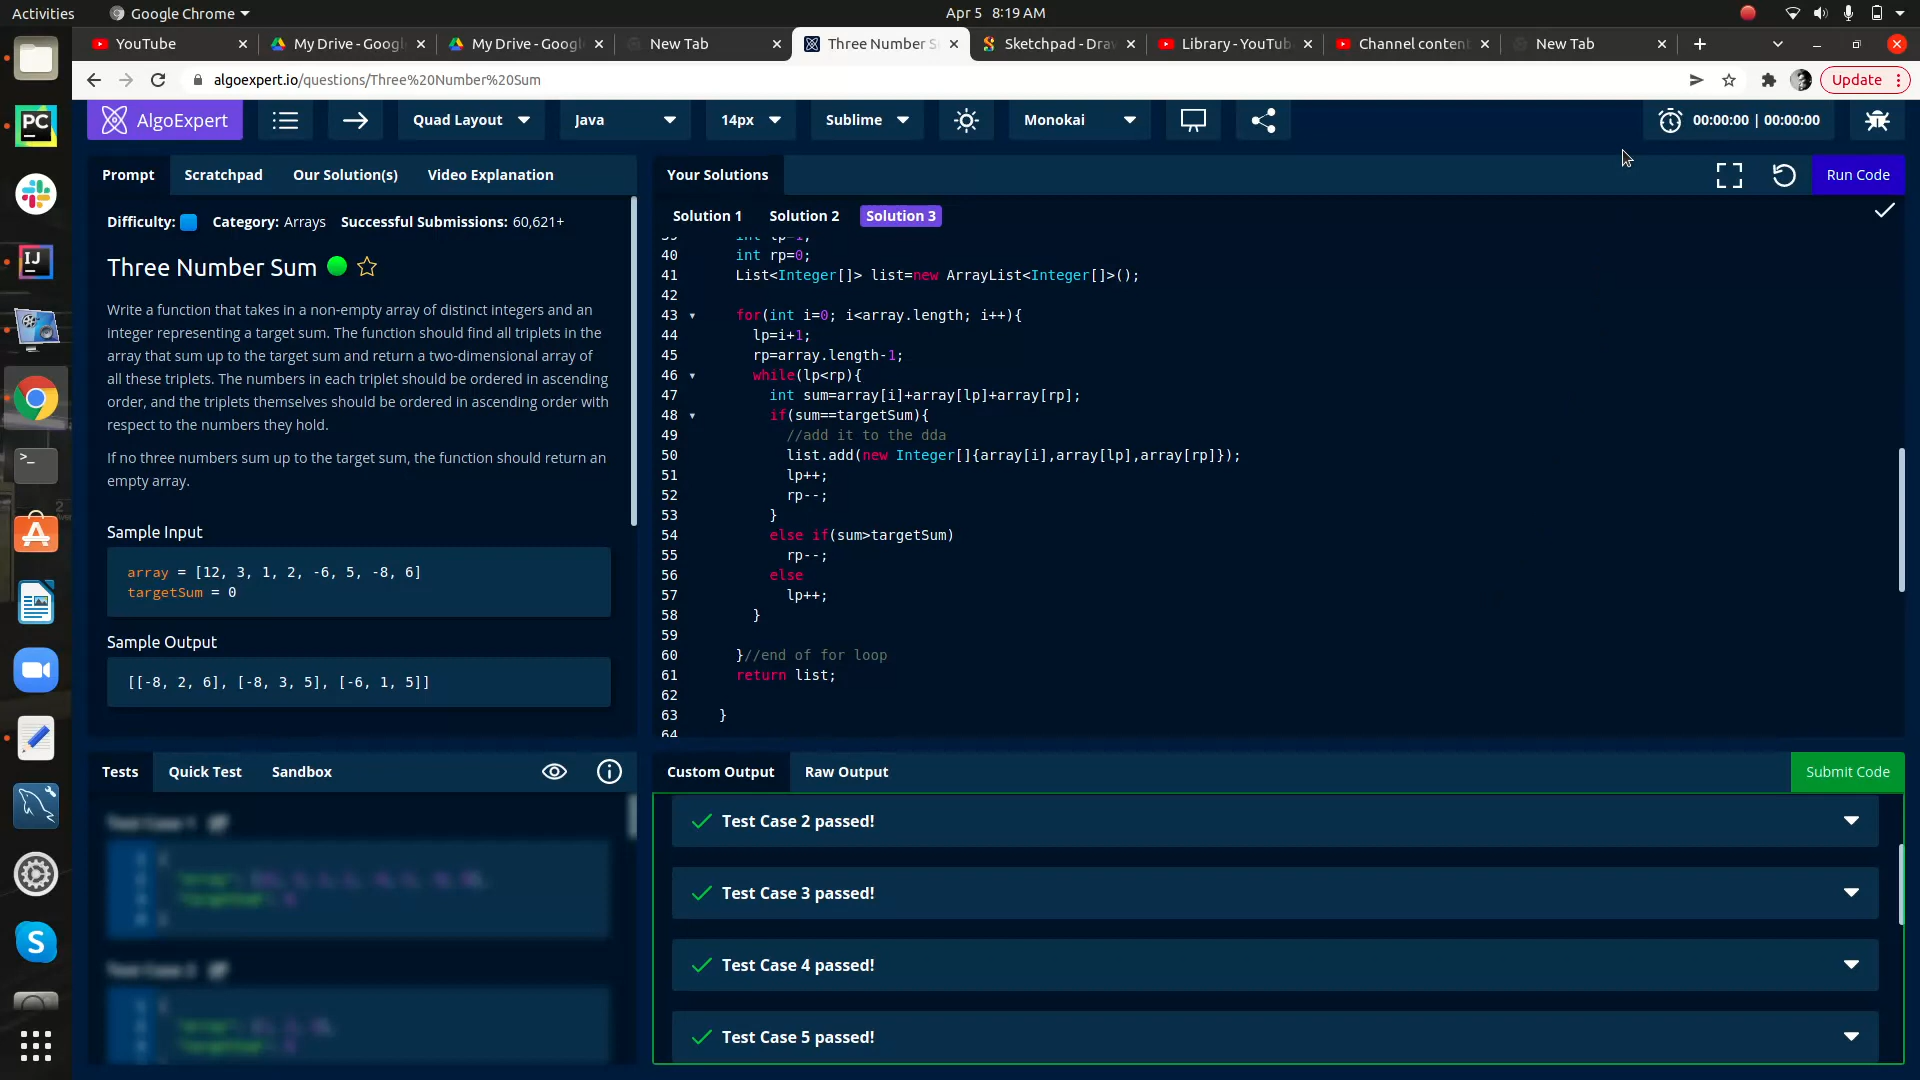 Activities
Google Chrome
Apr 5 8:19 AM
YouTube
My Drive - Googl
My Drive - Googl
New Tab
Three Number S
Sketchpad - Dra
Library - YouTub
Channel content
New Tab
algoexpert.io/questions/Three%20Number%20Sum
Update
AlgoExpert
Quad Layout
Java
14px
Sublime
Monokai
00:00:00 | 00:00:00
Prompt
Scratchpad
Our Solution(s)
Video Explanation
Difficulty:
Category: Arrays
Successful Submissions: 60,621+
Three Number Sum
Write a function that takes in a non-empty array of distinct integers and an
integer representing a target sum. The function should find all triplets in the
array that sum up to the target sum and return a two-dimensional array of
all these triplets. The numbers in each triplet should be ordered in ascending
order, and the triplets themselves should be ordered in ascending order with
respect to the numbers they hold.
If no three numbers sum up to the target sum, the function should return an
empty array.
Sample Input
array = [12, 3, 1, 2, -6, 5, -8, 6]
targetSum = 0
Sample Output
[[-8, 2, 6], [-8, 3, 5], [-6, 1, 5]]
Your Solutions
Run Code
Solution 1
Solution 2
Solution 3
39 int lp=1;
40 int rp=0;
41 List<Integer[]> list=new ArrayList<Integer[]>();
42
43 for(int i=0; i<array.length; i++){
44 lp=i+1;
45 rp=array.length-1;
46 while(lp<rp){
47 int sum=array[i]+array[lp]+array[rp];
48 if(sum==targetSum){
49 //add it to the dda
50 list.add(new Integer[]{array[i],array[lp],array[rp]});
51 lp++;
52 rp--;
53 }
54 else if(sum>targetSum)
55 rp--;
56 else
57 lp++;
58 }
59
60 }//end of for loop
61 return list;
62
63 }
64
Tests
Quick Test
Sandbox
Custom Output
Raw Output
Submit Code
Test Case 2 passed!
Test Case 3 passed!
Test Case 4 passed!
Test Case 5 passed!
Test Case 1
Test Case 2
PC
IJ